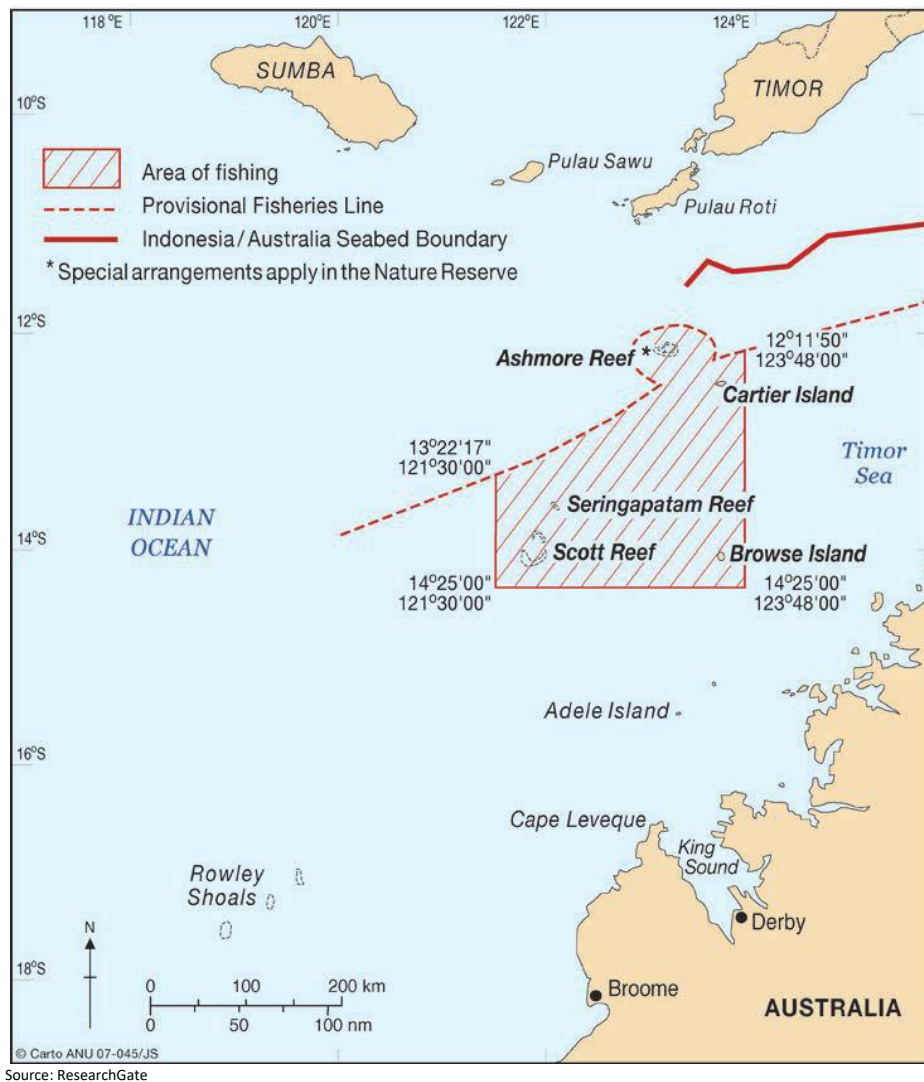 118 °E
120°E
122°E
124°E
SUMBA
TIMOR
10°S
Pulau Sawu
Pulau Roti
Area of fishing
Provisional Fisheries Line
Indonesia/Australia Seabed Boundary
* Special arrangements apply in the Nature Reserve
12°S
Ashmore Reef *
12°11'50"
123°48'00"
Cartier Island
13°22'17"
121°30'00"
Timor
Sea
INDIAN
OCEAN
Seringapatam Reef
14°S
Scott Reef
Browse Island
14°25'00"
121°30'00"
14°25'00"
123°48'00"
Adele Island
16°S
Cape Leveque
King
Sound
Rowley
Shoals
Derby
N
18°S
0 100 200 km
0 50 100 nm
Broome
AUSTRALIA
© Carto ANU 07-045/JS
Source: ResearchGate